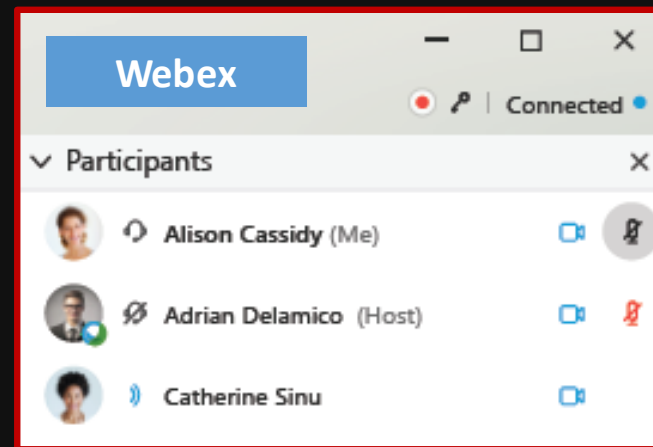 Webex
Connected
Participants
Alison Cassidy (Me)
Adrian Delamico (Host)
Catherine Sinu